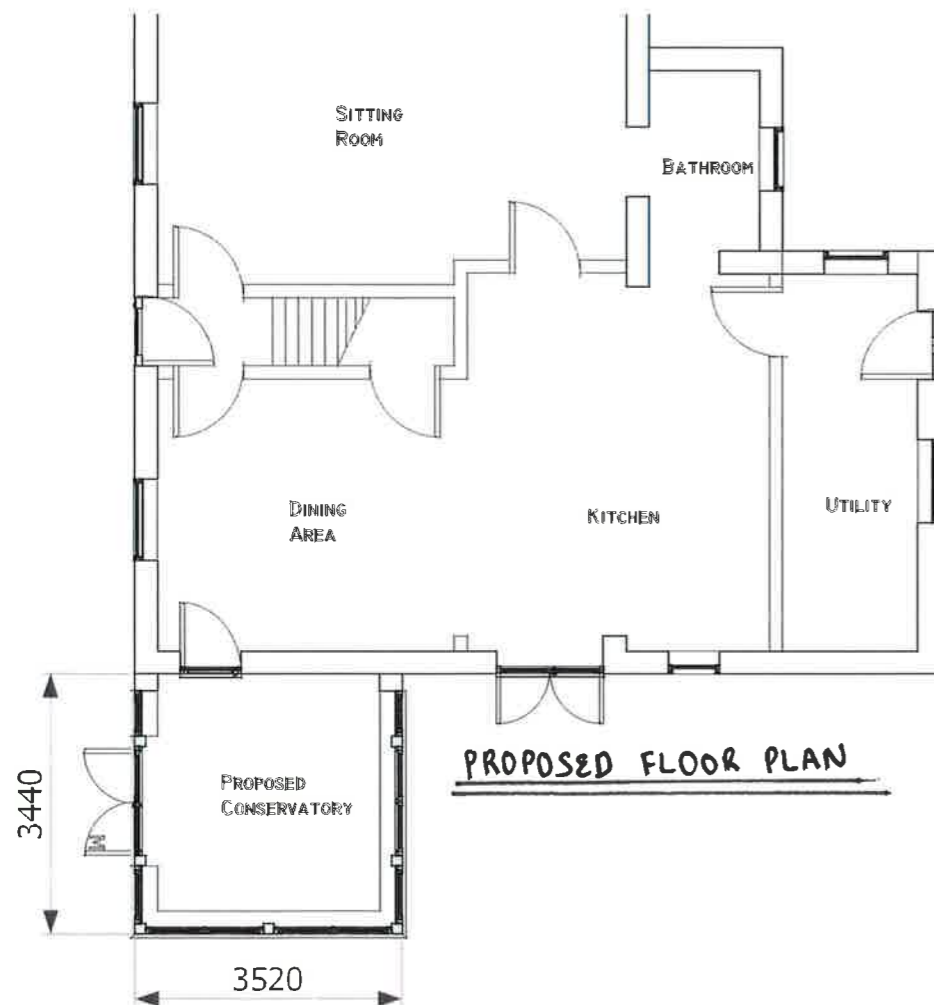 SITTING
ROOM
BATHROOM
DINING
AREA
KITCHEN
UTILITY
PROPOSED FLOOR PLAN
PROPOSED
CONSERVATORY
3440
3520